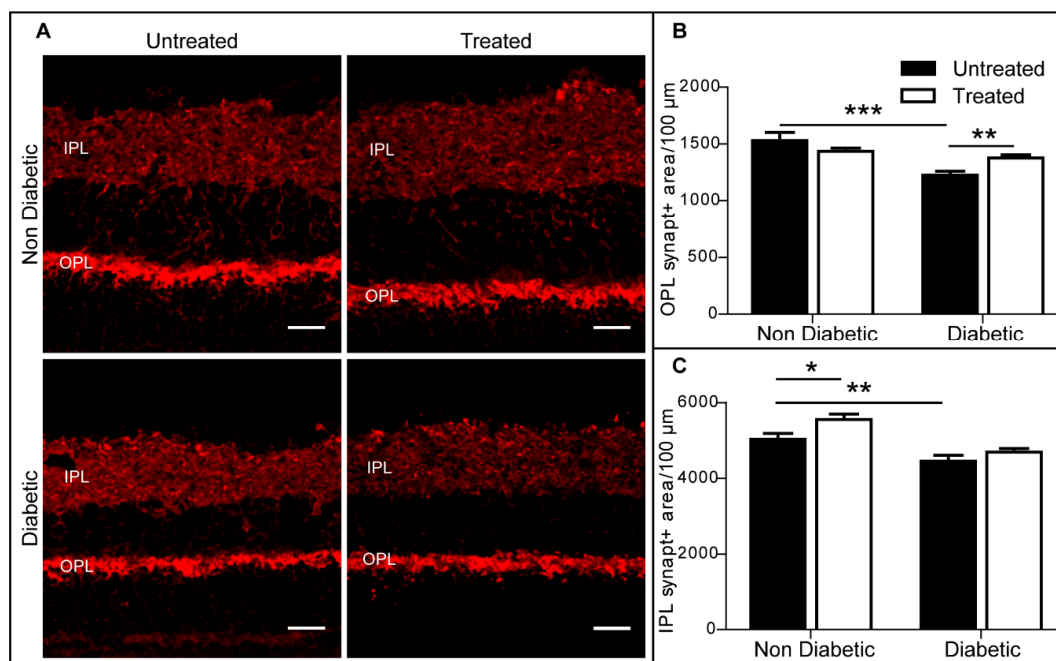 A
Untreated
Treated
Non Diabetic
IPL
OPL
IPL
OPL
Diabetic
IPL
OPL
IPL
OPL
B
Untreated
Treated
OPL synapt+ area/100 µm
2000
1500
1000
500
0
***
**
Non Diabetic
Diabetic
C
IPL synapt+ area/100 µm
6000
4000
2000
0
*
**
Non Diabetic
Diabetic